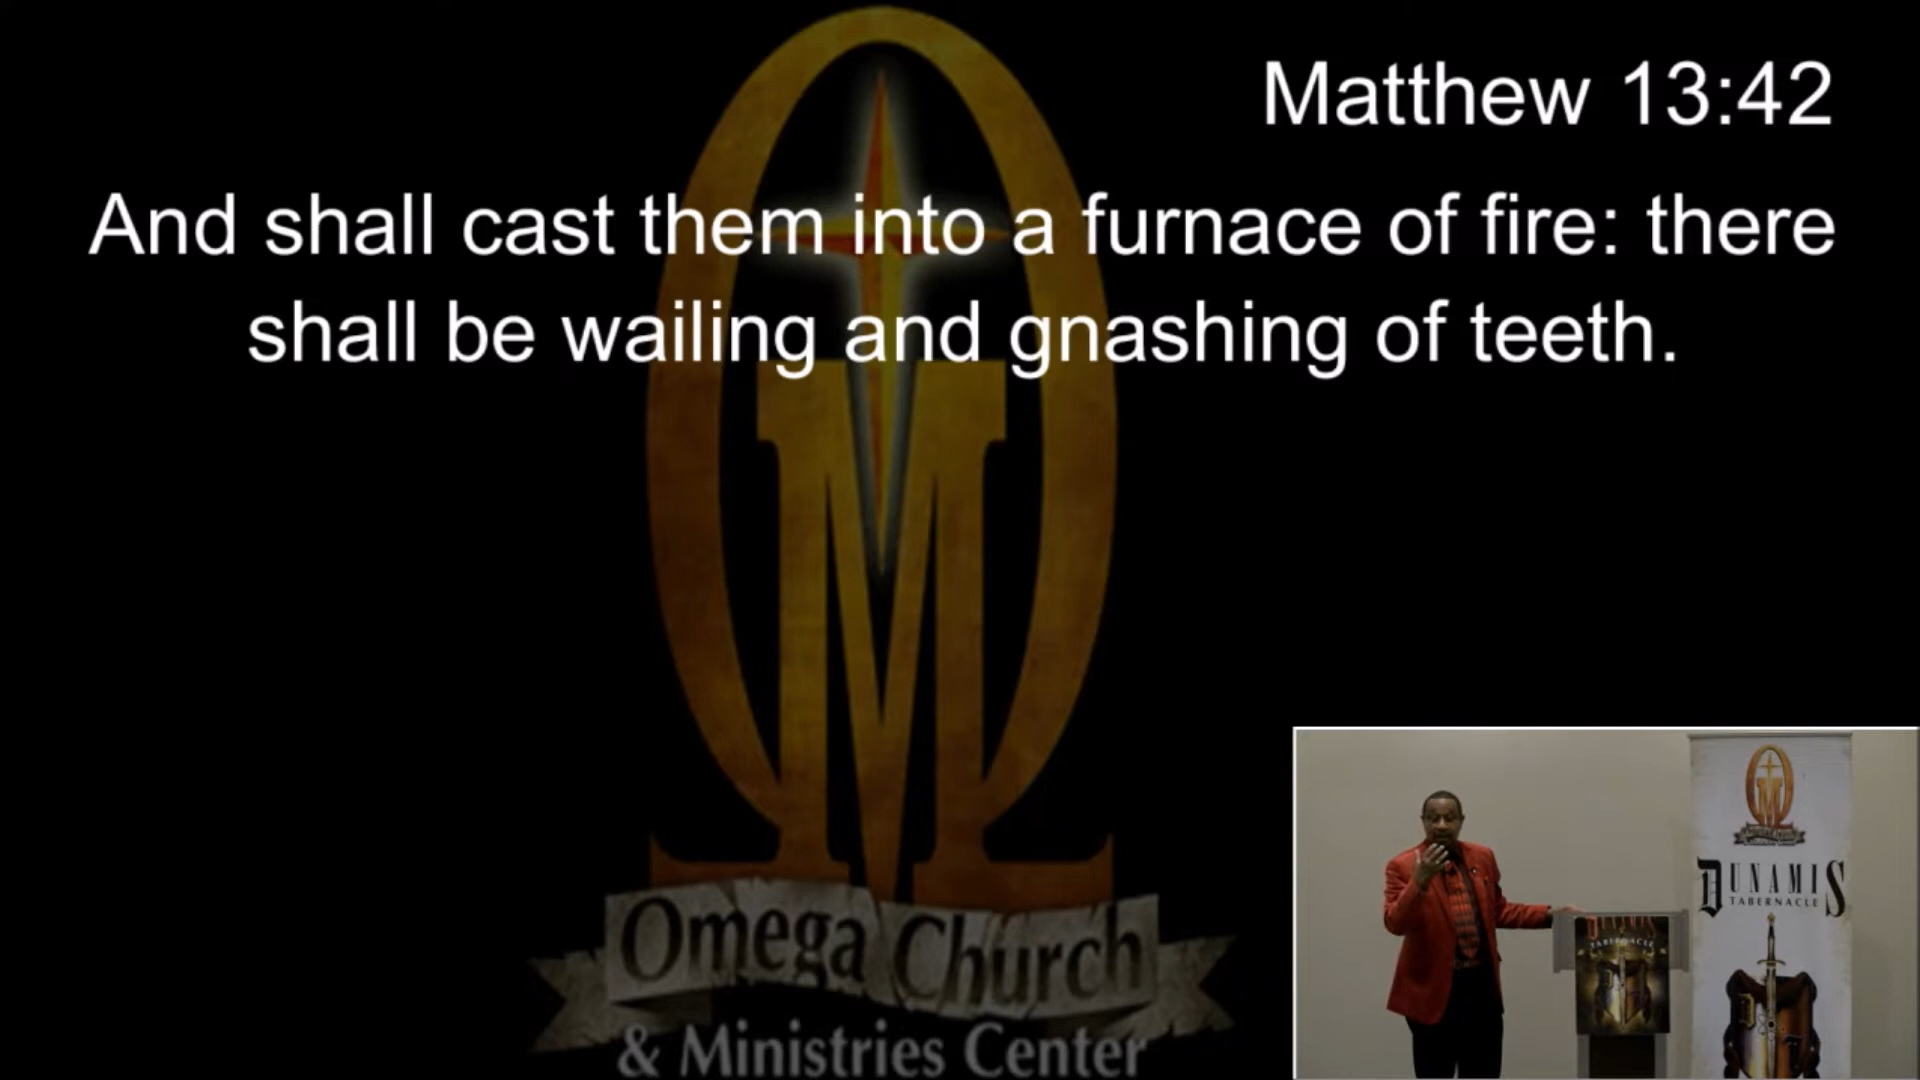 Matthew 13:42
And shall cast them into a furnace of fire: there
shall be wailing and gnashing of teeth.
Omega Church
& Ministries Center
DUNAMIS
TABERNACLE
TABERNACLE